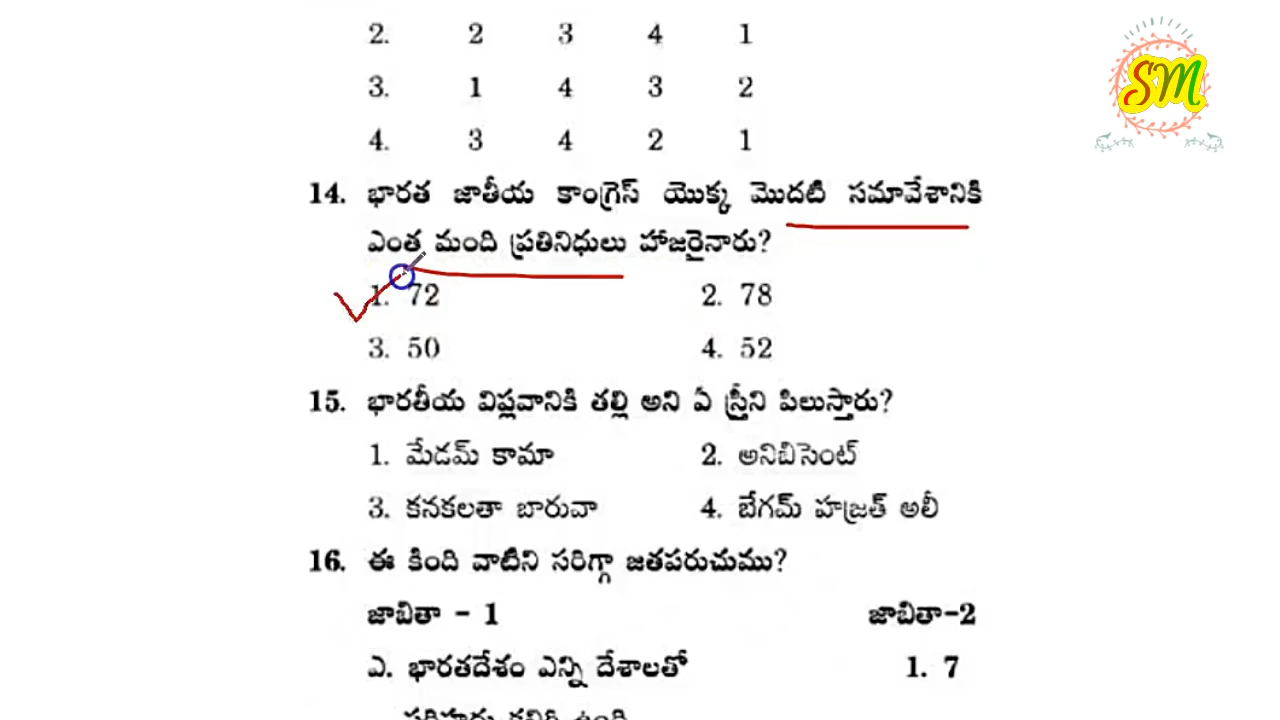 2. 2 3 4 1
SM
3. 1 4 3 2
4. 3 4 2 1
14. భారత జాతీయ కాంగ్రెస్ యొక్క మొదటి సమావేశానికి
ఎంత మంది ప్రతినిధులు హాజరైనారు?
1. 72 2. 78
3. 50 4. 52
15. భారతీయ విప్లవానికి తల్లి అని ఏ స్త్రీని పిలుస్తారు?
1. మేడమ్ కామా 2. అనిబిసెంట్
3. కనకలతా బారువా 4. బేగమ్ హజ్రత్ అలీ
16. ఈ కింది వాటిని సరిగ్గా జతపరుచుము?
జాబితా - 1 జాబితా-2
ఎ. భారతదేశం ఎన్ని దేశాలతో 1. 7